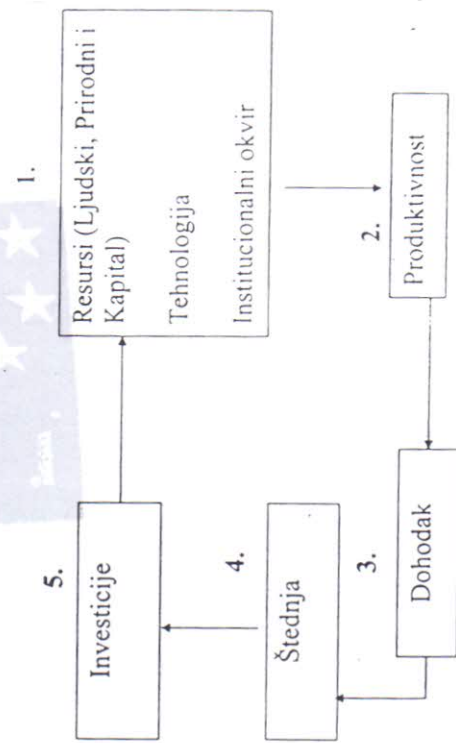 1.
Resursi (Ljudski, Prirodni i
Kapital)
Tehnologija
Institucionalni okvir
2.
Produktivnost
3.
Dohodak
4.
Štednja
5.
Investicije